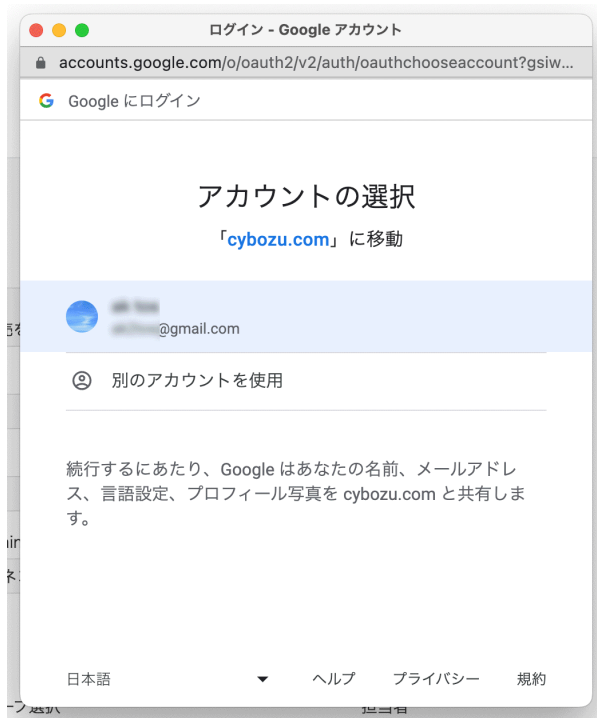 ログイン - Google アカウント
accounts.google.com/o/oauth2/v2/auth/oauthchooseaccount?gsiw...
Google にログイン
アカウントの選択
「cybozu.com」に移動
@gmail.com
別のアカウントを使用
続行するにあたり、Google はあなたの名前、メールアドレ
ス、言語設定、プロフィール写真を cybozu.com と共有しま
す。
日本語
ヘルプ
プライバシー
規約